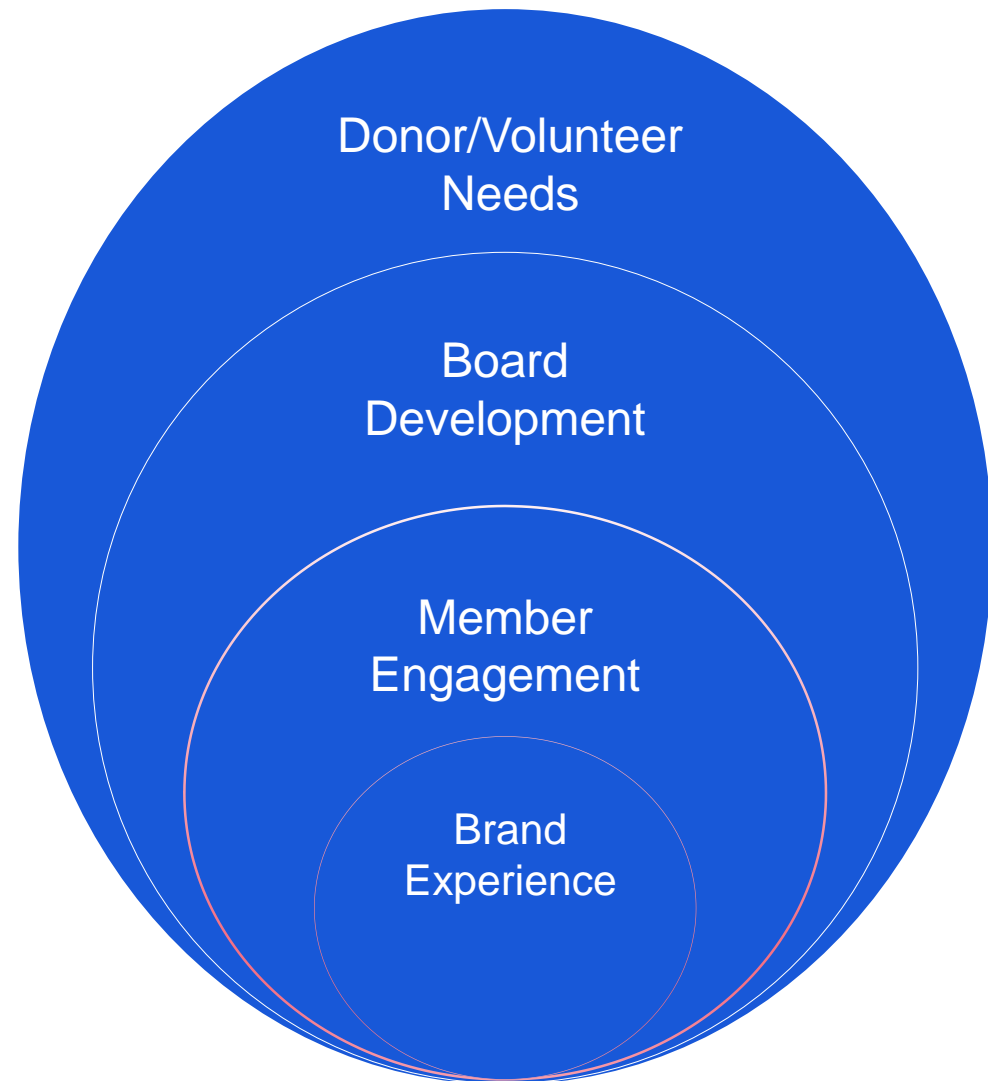 Donor/Volunteer
Needs
Board
Development
Member
Engagement
Brand
Experience